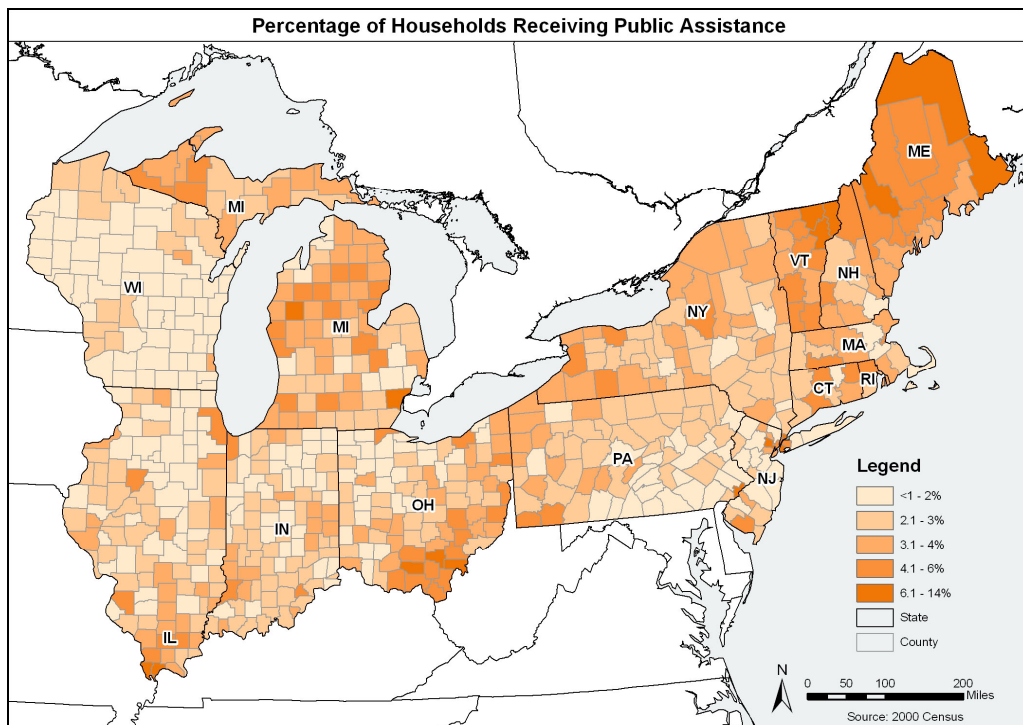 Percentage of Households Receiving Public Assistance
ME
MI
VT
NH
WI
NY
MI
MA
CT
RI
PA
Legend
NJ
<1 - 2%
OH
2.1 - 3%
IN
3.1 - 4%
4.1 - 6%
6.1 - 14%
State
IL
County
N
0 50 100 200
Miles
Source: 2000 Census